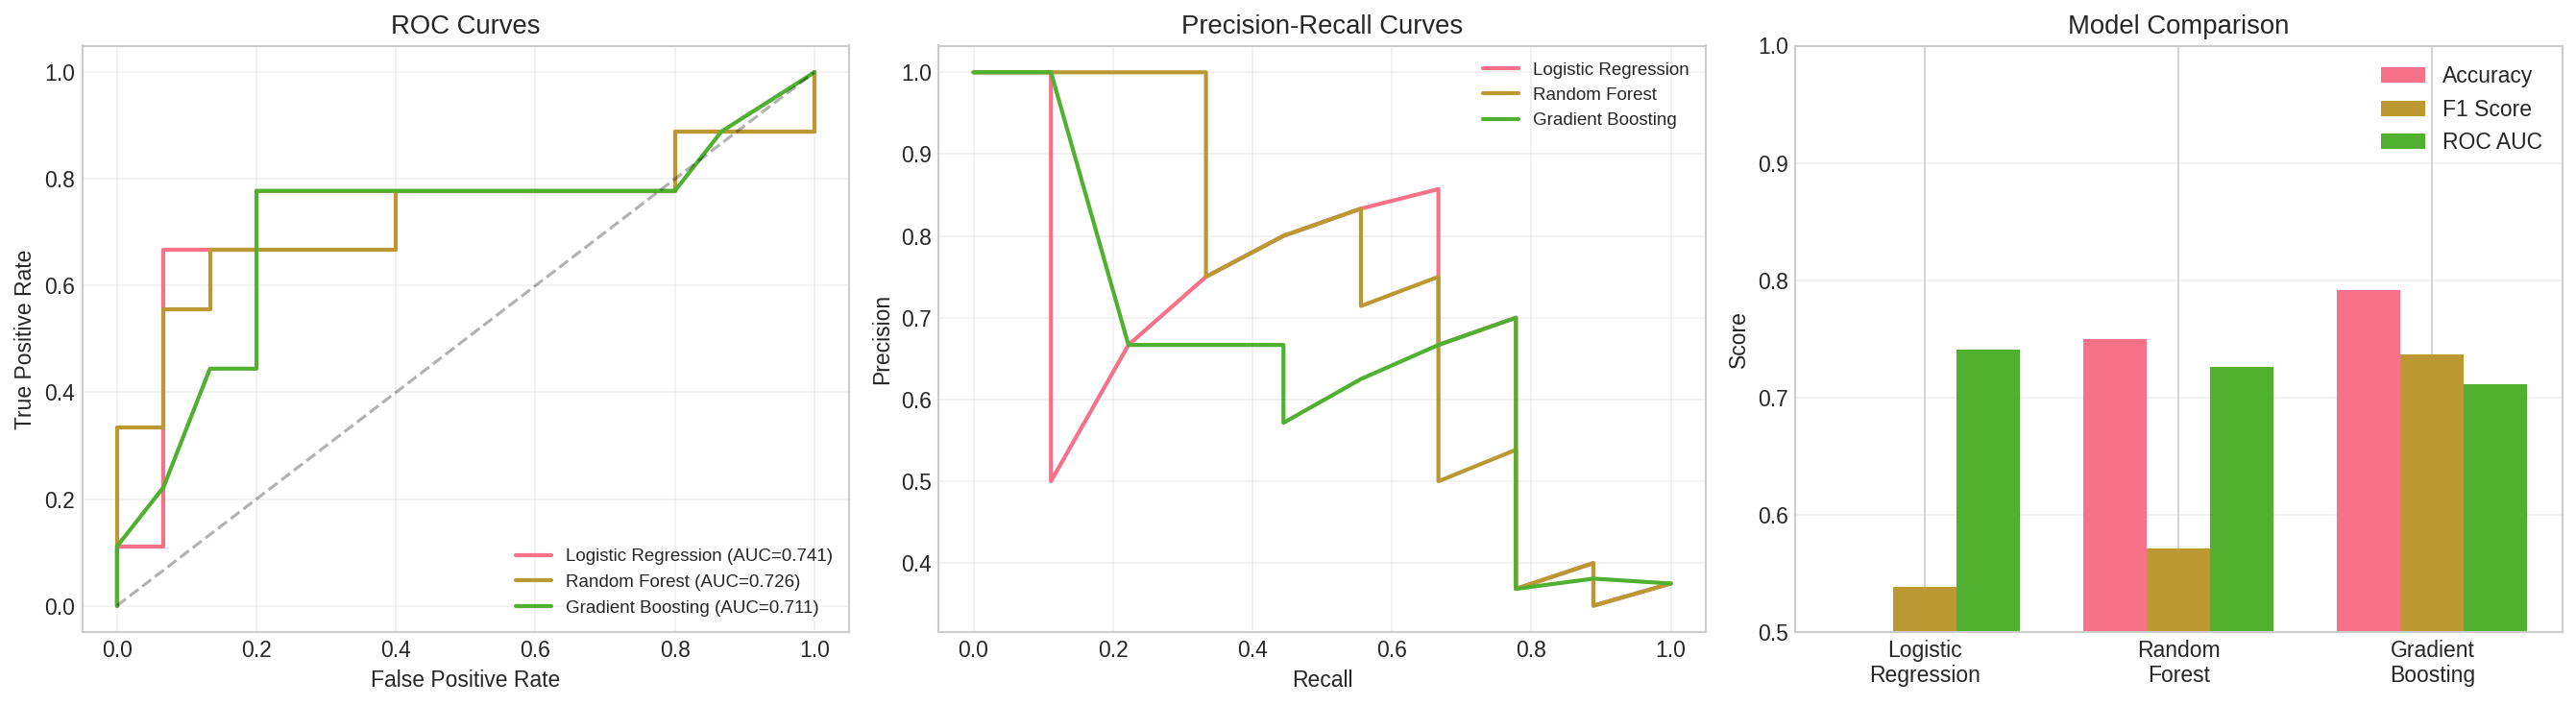 ROC Curves
1.0
0.8
0.6
0.4
0.2
0.0
True Positive Rate
0.0 0.2 0.4 0.6 0.8 1.0
False Positive Rate
Logistic Regression (AUC=0.741)
Random Forest (AUC=0.726)
Gradient Boosting (AUC=0.711)
Precision-Recall Curves
1.0
0.9
0.8
0.7
0.6
0.5
0.4
Precision
0.0 0.2 0.4 0.6 0.8 1.0
Recall
Logistic Regression
Random Forest
Gradient Boosting
Model Comparison
1.0
0.9
0.8
0.7
0.6
0.5
Score
Accuracy
F1 Score
ROC AUC
Logistic
Regression
Random
Forest
Gradient
Boosting